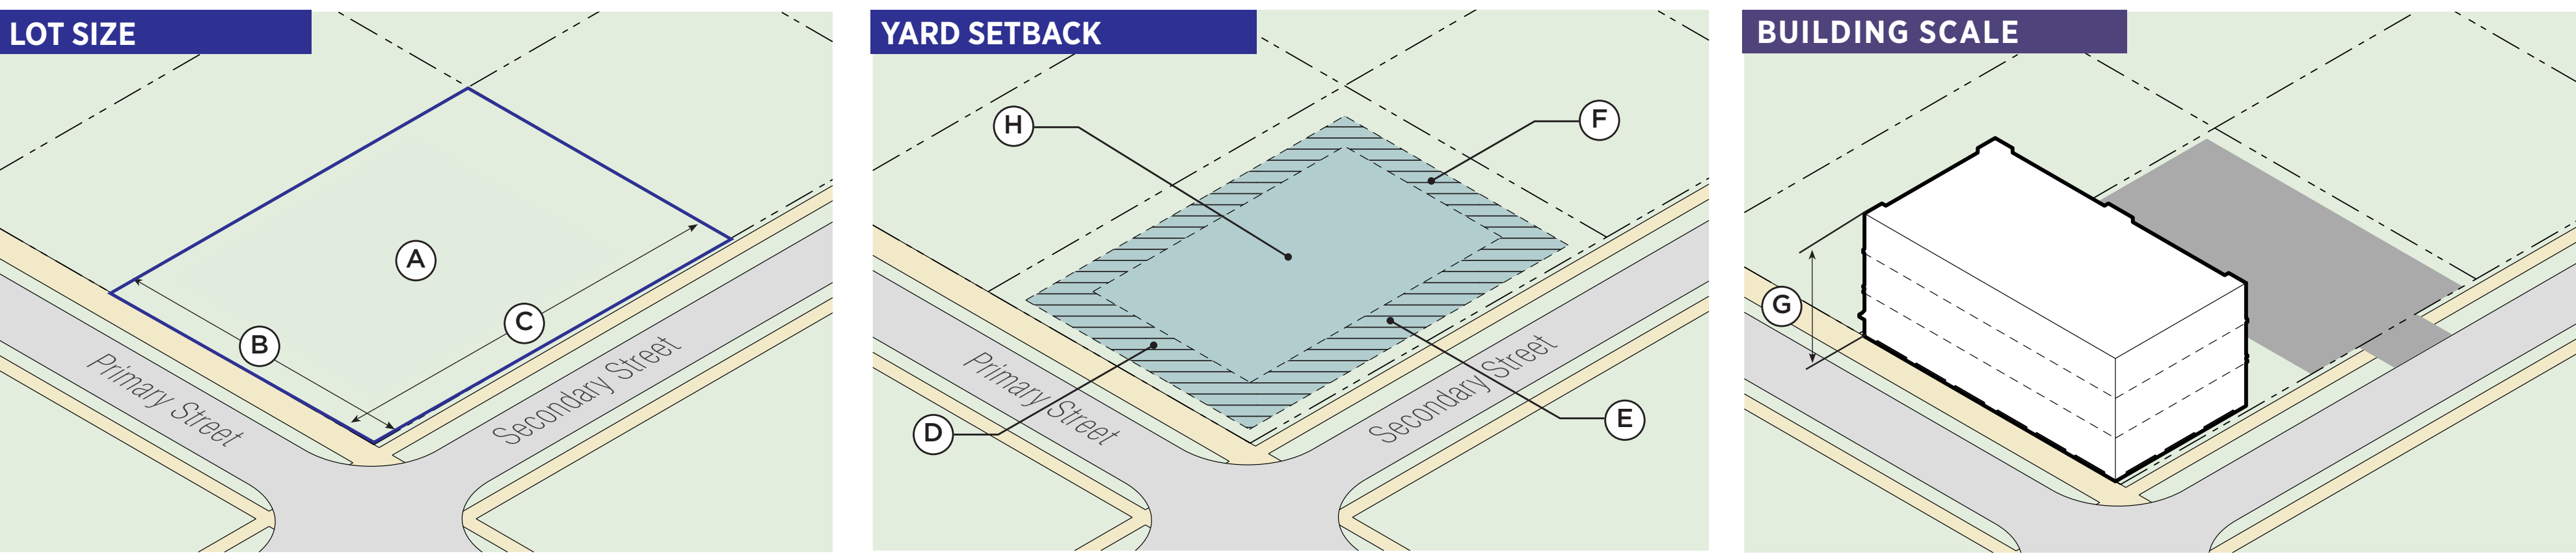 LOT SIZE
A
B
C
Primary Street
Secondary Street
YARD SETBACK
H
F
D
E
Primary Street
Secondary Street
BUILDING SCALE
G